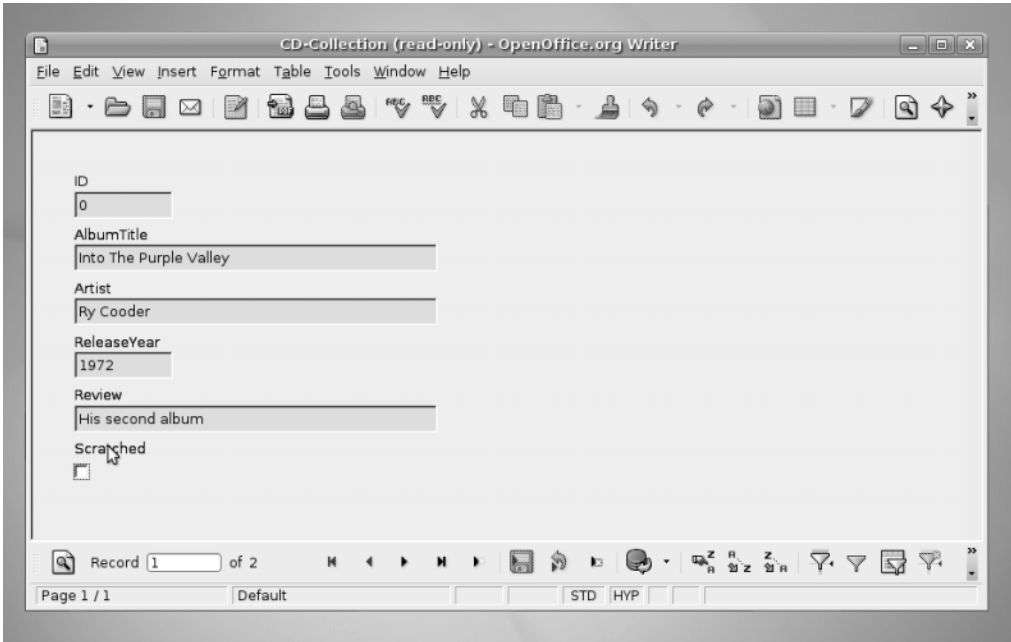 CD-Collection (read-only) - OpenOffice.org Writer
File Edit View Insert Format Table Tools Window Help
ABC ABC
ID
0
AlbumTitle
Into The Purple Valley
Artist
Ry Cooder
ReleaseYear
1972
Review
His second album
Scratched
Record 1 of 2
Z A A Z Z A
Page 1 / 1 Default STD HYP